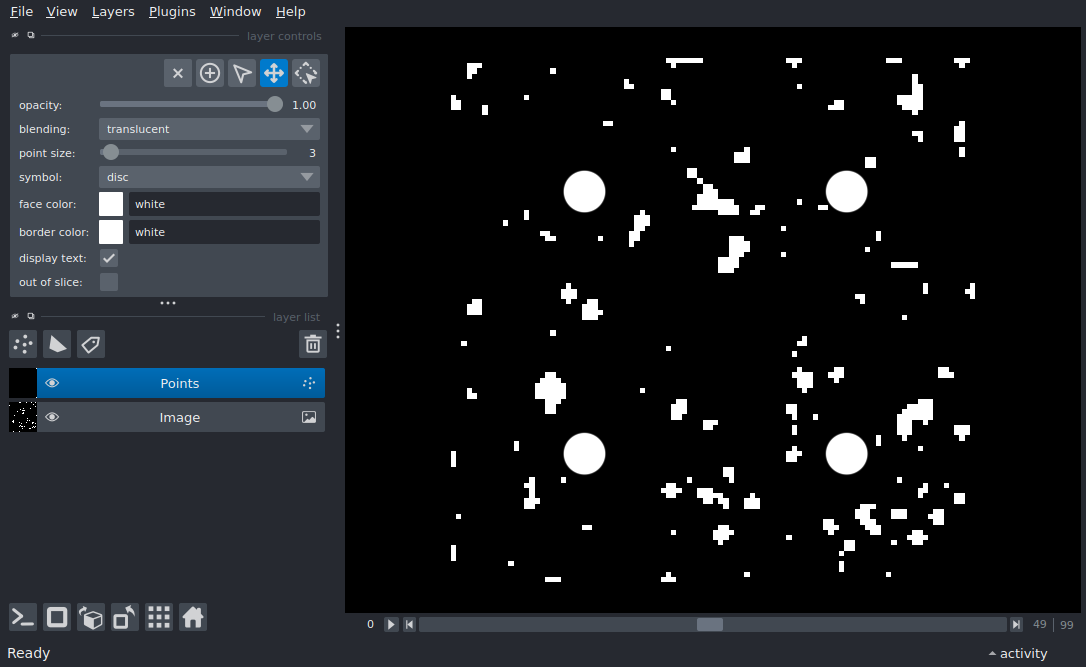 File View Layers Plugins Window Help
layer controls
opacity: 1.00
blending: translucent
point size: 3
symbol: disc
face color: white
border color: white
display text:
out of slice:
layer list
Points
Image
0 49 99
Ready activity